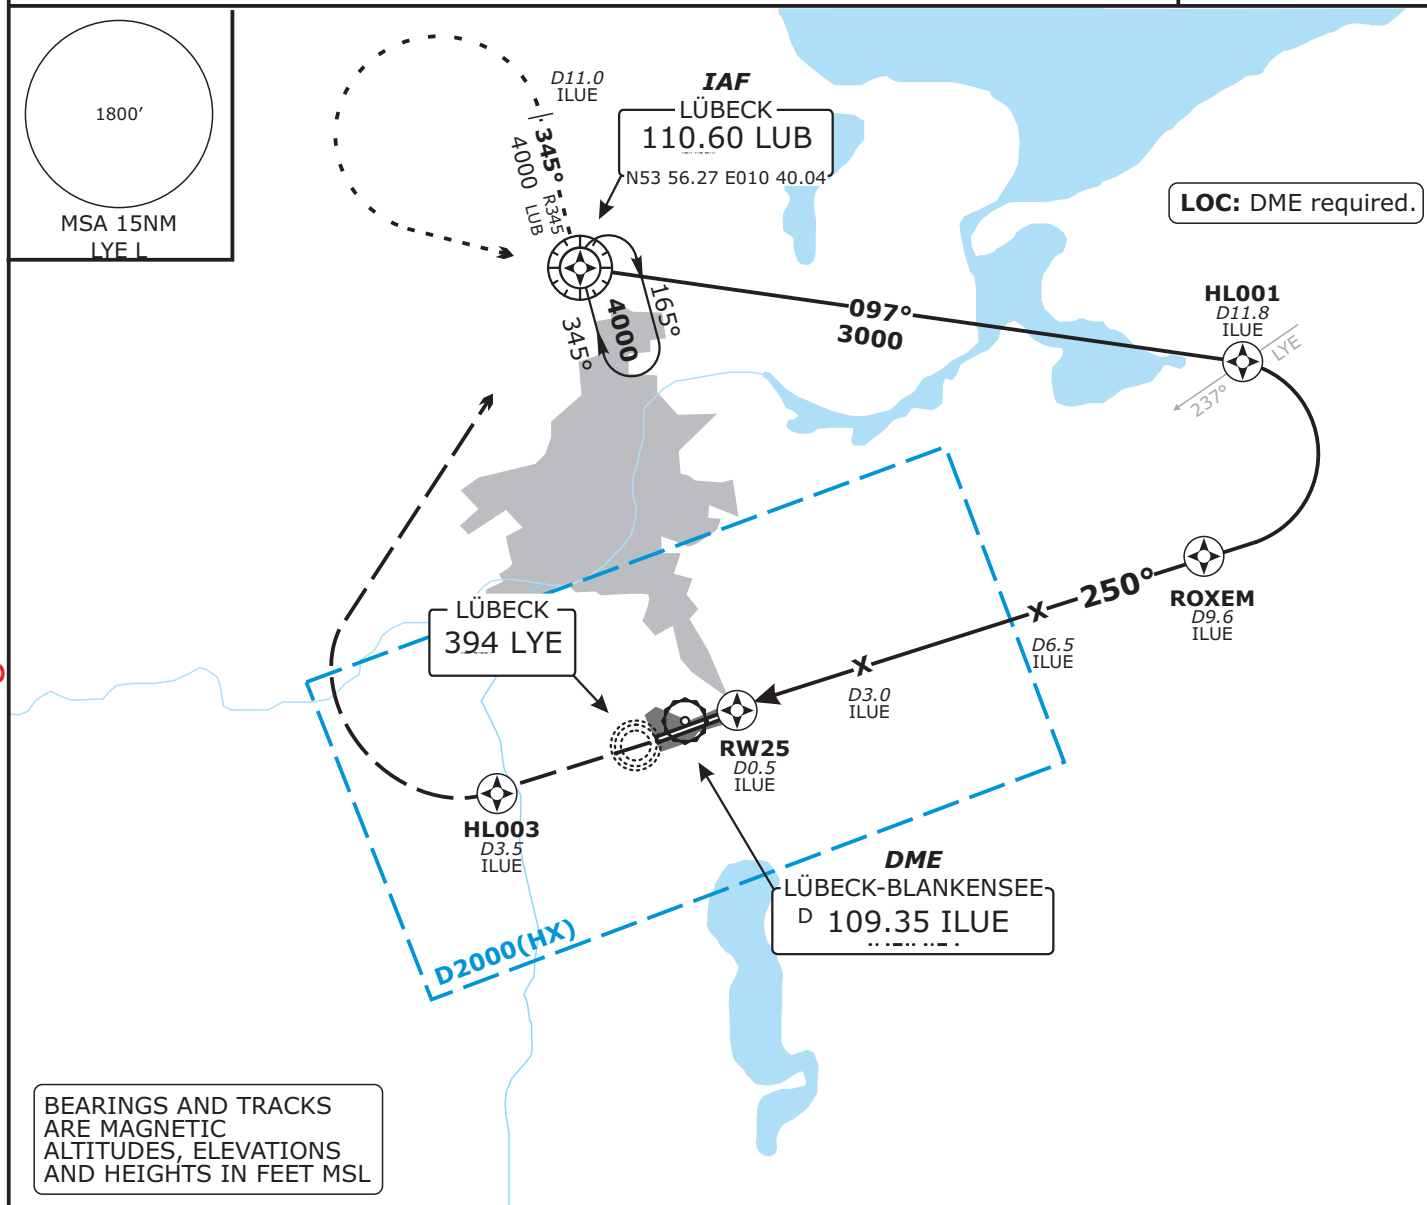 1800’
MSA 15NM
LYE L
D11.0
ILUE
345°
4000
R345
LUB
IAF
LÜBECK
110.60 LUB
N53 56.27 E010 40.04
LOC: DME required.
HL001
D11.8
ILUE
LYE
237°
097°
3000
165°
4000
345°
250°
ROXEM
D9.6
ILUE
D6.5
ILUE
D3.0
ILUE
LÜBECK
394 LYE
RW25
D0.5
ILUE
HL003
D3.5
ILUE
DME
LÜBECK-BLANKENSEE
D 109.35 ILUE
D2000(HX)
BEARINGS AND TRACKS
ARE MAGNETIC
ALTITUDES, ELEVATIONS
AND HEIGHTS IN FEET MSL